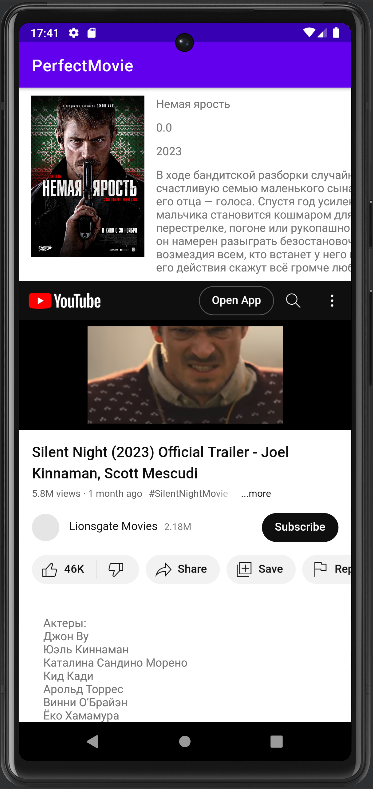 17:41
PerfectMovie
НЕМАЯ ЯРОСТЬ
В КИНО С 30 НОЯБРЯ
Немая ярость
0.0
2023
В ходе бандитской разборки случайн
счастливую семью маленького сына
его отца — голоса. Спустя год усилен
мальчика становится кошмаром для
перестрелке, погоне или рукопашно
он намерен разыграть безостановоч
возмездия всем, кто встанет у него
его действия скажут всё громче люб
YouTube
Open App
Silent Night (2023) Official Trailer - Joel
Kinnaman, Scott Mescudi
5.8M views · 1 month ago #SilentNightMovie ...more
Lionsgate Movies 2.18M
Subscribe
46K
Share
Save
Rep
Актеры:
Джон Ву
Юэль Киннаман
Каталина Сандино Морено
Кид Кади
Арольд Торрес
Винни О'Брайэн
Ёко Хамамура